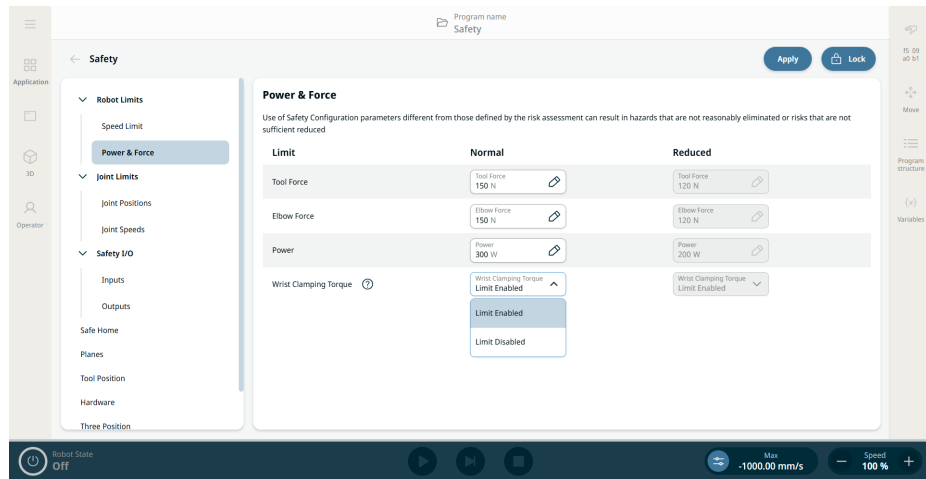 Program name
Safety
Safety
Apply
Lock
Application
3D
Operator
Robot Limits
Speed Limit
Power & Force
Joint Limits
Joint Positions
Joint Speeds
Safety I/O
Inputs
Outputs
Safe Home
Planes
Tool Position
Hardware
Three Position
Power & Force
Use of Safety Configuration parameters different from those defined by the risk assessment can result in hazards that are not reasonably eliminated or risks that are not
sufficient reduced
Limit Normal Reduced
Tool Force
Tool Force
150 N
Tool Force
120 N
Elbow Force
Elbow Force
150 N
Elbow Force
120 N
Power
Power
300 W
Power
200 W
Wrist Clamping Torque ?
Wrist Clamping Torque
Limit Enabled
Wrist Clamping Torque
Limit Enabled
Limit Enabled
Limit Disabled
f5 09
a0 b1
Move
Program
structure
{x}
Variables
Robot State
Off
Max
-1000.00 mm/s
Speed
100 %